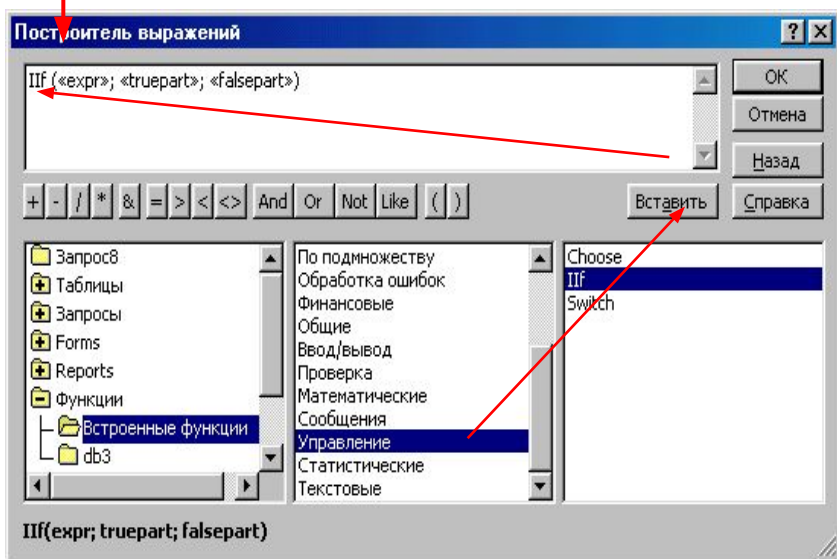 Построитель выражений
IIf («expr»; «truepart»; «falsepart»)
ОК
Отмена
Назад
+ - / * & = > < <> And Or Not Like ( ) Вставить Справка
Запрос8
Таблицы
Запросы
Forms
Reports
Функции
Встроенные функции
db3
По подмножеству
Обработка ошибок
Финансовые
Общие
Ввод/вывод
Проверка
Математические
Сообщения
Управление
Статистические
Текстовые
Choose
IIf
Switch
IIf(expr; truepart; falsepart)